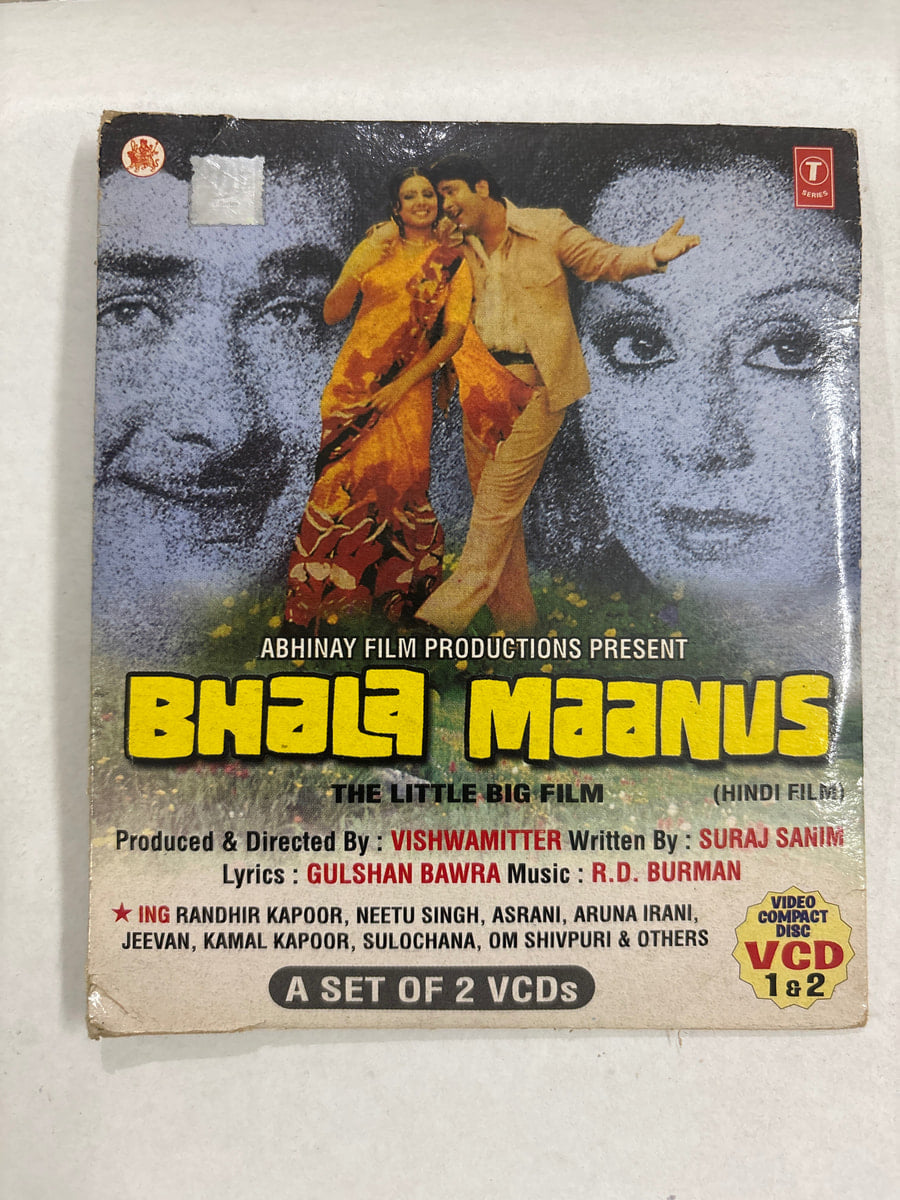 T
SERIES
ABHINAY FILM PRODUCTIONS PRESENT
BHALA MAANUS
THE LITTLE BIG FILM
(HINDI FILM)
Produced & Directed By : VISHWAMITTER Written By : SURAJ SANIM
Lyrics : GULSHAN BAWRA Music : R.D. BURMAN
★ ING RANDHIR KAPOOR, NEETU SINGH, ASRANI, ARUNA IRANI,
JEEVAN, KAMAL KAPOOR, SULOCHANA, OM SHIVPURI & OTHERS
A SET OF 2 VCDs
VIDEO
COMPACT
DISC
VCD
1 & 2